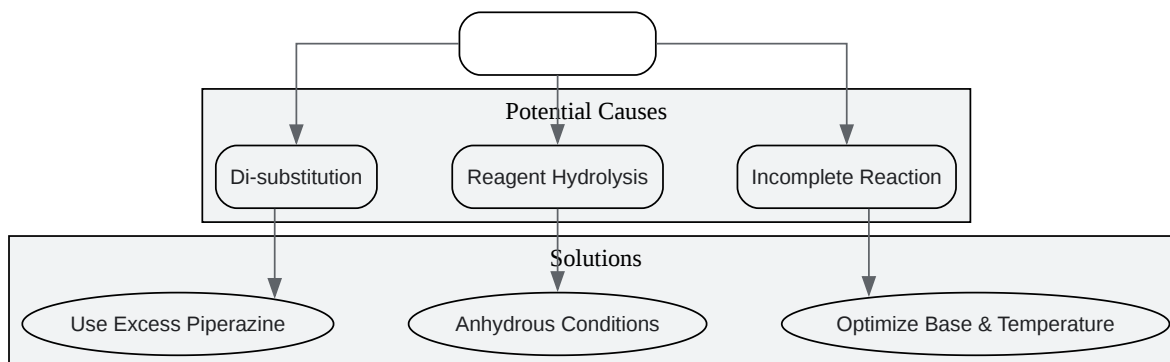 Potential Causes
Di-substitution
Reagent Hydrolysis
Incomplete Reaction
Solutions
Use Excess Piperazine
Anhydrous Conditions
Optimize Base & Temperature